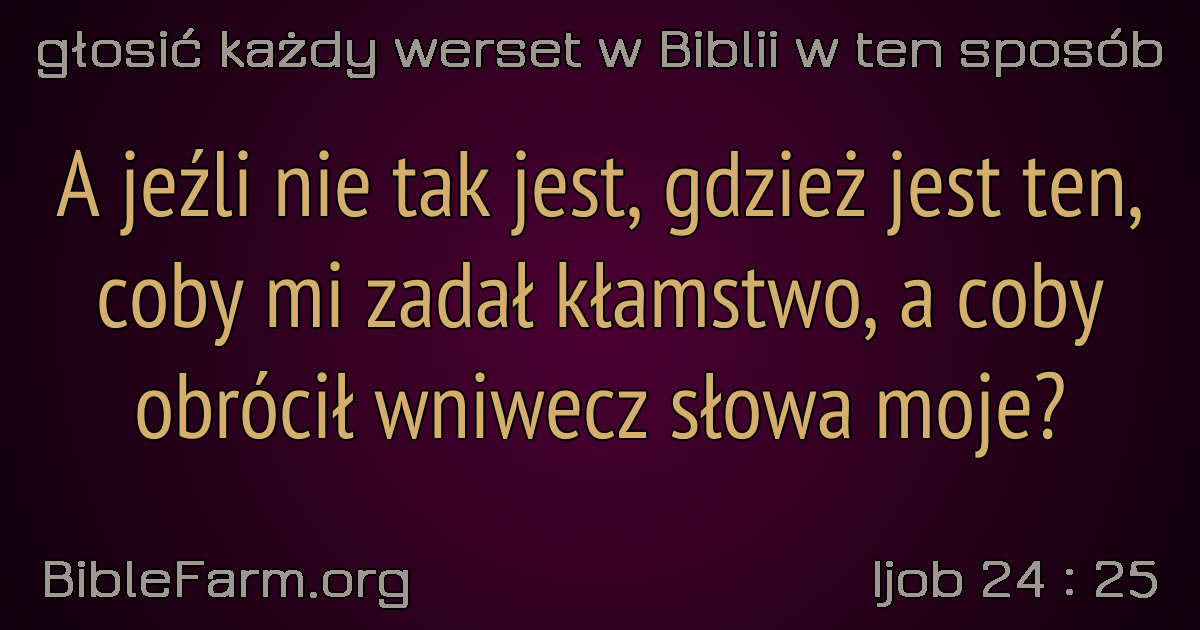 głosić każdy werset w Biblii w ten sposób
A jeźli nie tak jest, gdzież jest ten,
coby mi zadał kłamstwo, a coby
obrócił wniwecz słowa moje?
BibleFarm.org
Ijob 24 : 25